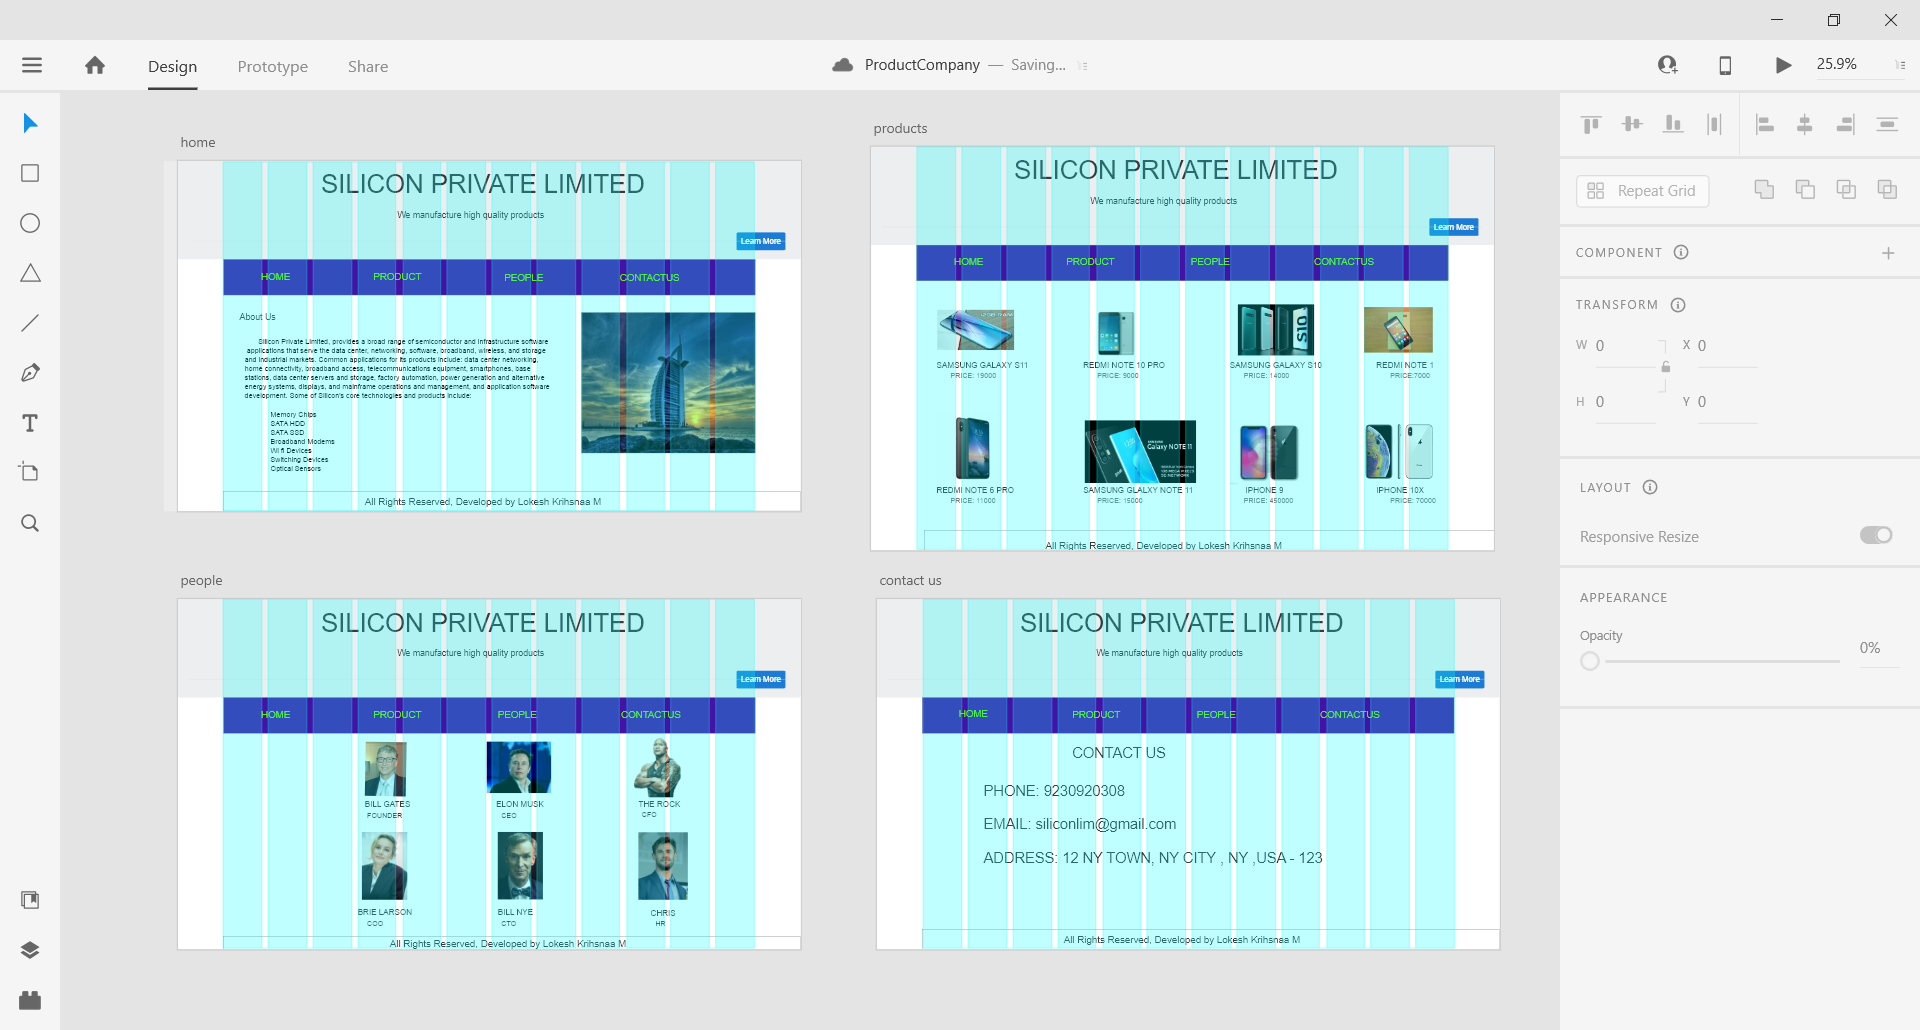 Design
Prototype
Share
ProductCompany — Saving...
25.9%
home
SILICON PRIVATE LIMITED
We manufacture high quality products
Learn More
HOME
PRODUCT
PEOPLE
CONTACTUS
About Us
Silicon Private Limited, provides a broad range of semiconductor and infrastructure software
applications that serve the data center, networking, software, broadband, wireless, and storage
and industrial markets. Common applications for its products include: data center networking,
home connectivity, broadband access, telecommunications equipment, smartphones, base
stations, data center servers and storage, factory automation, power generation and alternative
energy systems, displays, and mainframe operations and management, and application software
development. Some of Silicon's core technologies and products include:
Memory Chips
SATA HDD
SATA SSD
Broadband Modems
Wi fi Devices
Switching Devices
Optical Sensors
All Rights Reserved, Developed by Lokesh Krihsnaa M
products
SILICON PRIVATE LIMITED
We manufacture high quality products
Learn More
HOME
PRODUCT
PEOPLE
CONTACTUS
S10
SAMSUNG GALAXY S11
PRICE: 19000
REDMI NOTE 10 PRO
PRICE: 9000
SAMSUNG GALAXY S10
PRICE: 14000
REDMI NOTE 1
PRICE:7000
SAMSUNG
Galaxy NOTE 11
REDMI NOTE 6 PRO
PRICE: 11000
SAMSUNG GLALXY NOTE 11
PRICE: 15000
IPHONE 9
PRICE: 450000
IPHONE 10X
PRICE: 70000
All Rights Reserved, Developed by Lokesh Krihsnaa M
people
SILICON PRIVATE LIMITED
We manufacture high quality products
Learn More
HOME
PRODUCT
PEOPLE
CONTACTUS
BILL GATES
FOUNDER
ELON MUSK
CEO
THE ROCK
CFO
BRIE LARSON
COO
BILL NYE
CTO
CHRIS
HR
All Rights Reserved, Developed by Lokesh Krihsnaa M
contact us
SILICON PRIVATE LIMITED
We manufacture high quality products
Learn More
HOME
PRODUCT
PEOPLE
CONTACTUS
CONTACT US
PHONE: 9230920308
EMAIL: siliconlim@gmail.com
ADDRESS: 12 NY TOWN, NY CITY , NY ,USA - 123
All Rights Reserved, Developed by Lokesh Krihsnaa M
Repeat Grid
COMPONENT
TRANSFORM
W 0
X 0
H 0
Y 0
LAYOUT
Responsive Resize
APPEARANCE
Opacity
0%